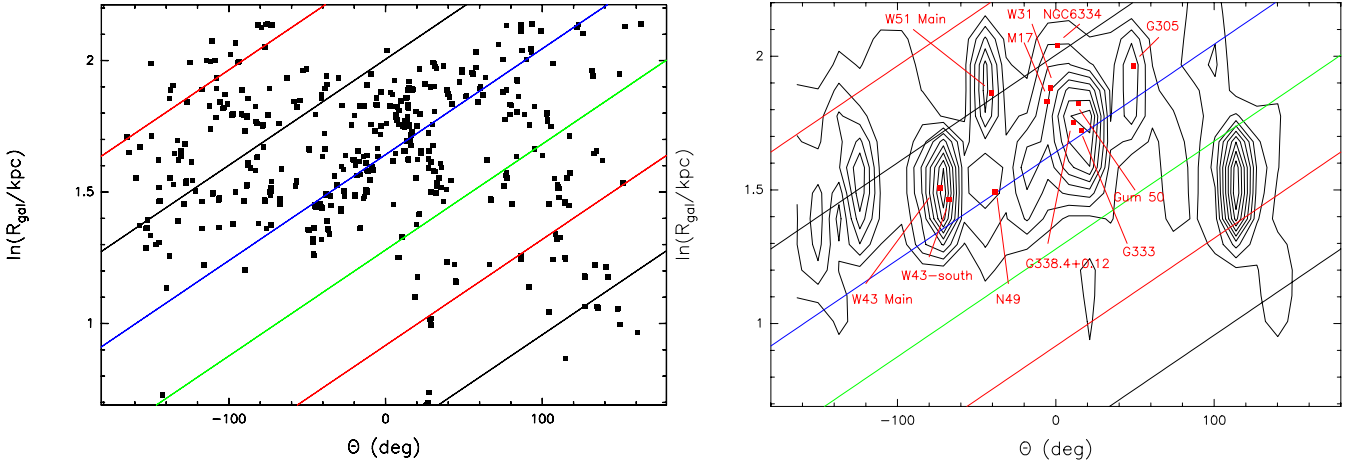 W51 Main
W31
NGC6334
M17
G305
2
1.5
1
ln(R_gal/kpc)
-100
0
100
Θ (deg)
2
1.5
1
ln(R_gal/kpc)
Gum 50
G333
G338.4+0.12
W43-south
W43 Main
N49
-100
0
100
Θ (deg)